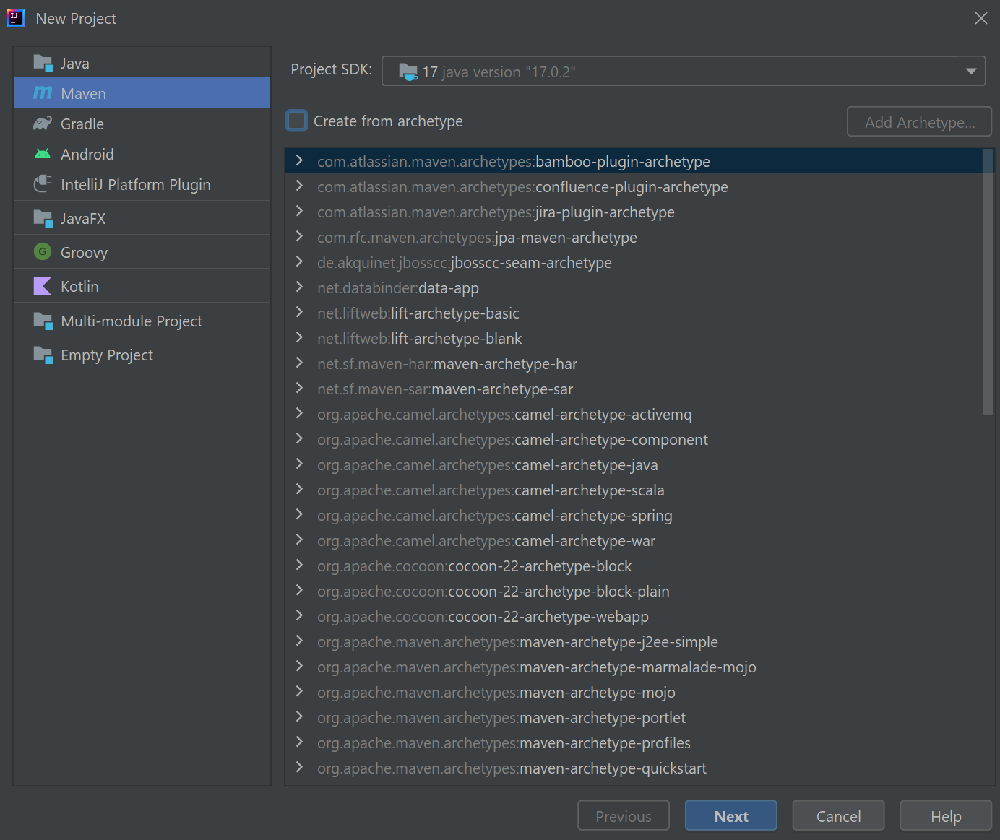 New Project
Java
Maven
Gradle
Android
IntelliJ Platform Plugin
JavaFX
Groovy
Kotlin
Multi-module Project
Empty Project
Project SDK: 17 java version "17.0.2"
Create from archetype
Add Archetype...
com.atlassian.maven.archetypes:bamboo-plugin-archetype
com.atlassian.maven.archetypes:confluence-plugin-archetype
com.atlassian.maven.archetypes:jira-plugin-archetype
com.rfc.maven.archetypes:jpa-maven-archetype
de.akquinet.jbosscc:jbosscc-seam-archetype
net.databinder:data-app
net.liftweb:lift-archetype-basic
net.liftweb:lift-archetype-blank
net.sf.maven-har:maven-archetype-har
net.sf.maven-sar:maven-archetype-sar
org.apache.camel.archetypes:camel-archetype-activemq
org.apache.camel.archetypes:camel-archetype-component
org.apache.camel.archetypes:camel-archetype-java
org.apache.camel.archetypes:camel-archetype-scala
org.apache.camel.archetypes:camel-archetype-spring
org.apache.camel.archetypes:camel-archetype-war
org.apache.cocoon:cocoon-22-archetype-block
org.apache.cocoon:cocoon-22-archetype-block-plain
org.apache.cocoon:cocoon-22-archetype-webapp
org.apache.maven.archetypes:maven-archetype-j2ee-simple
org.apache.maven.archetypes:maven-archetype-marmalade-mojo
org.apache.maven.archetypes:maven-archetype-mojo
org.apache.maven.archetypes:maven-archetype-portlet
org.apache.maven.archetypes:maven-archetype-profiles
org.apache.maven.archetypes:maven-archetype-quickstart
Previous
Next
Cancel
Help